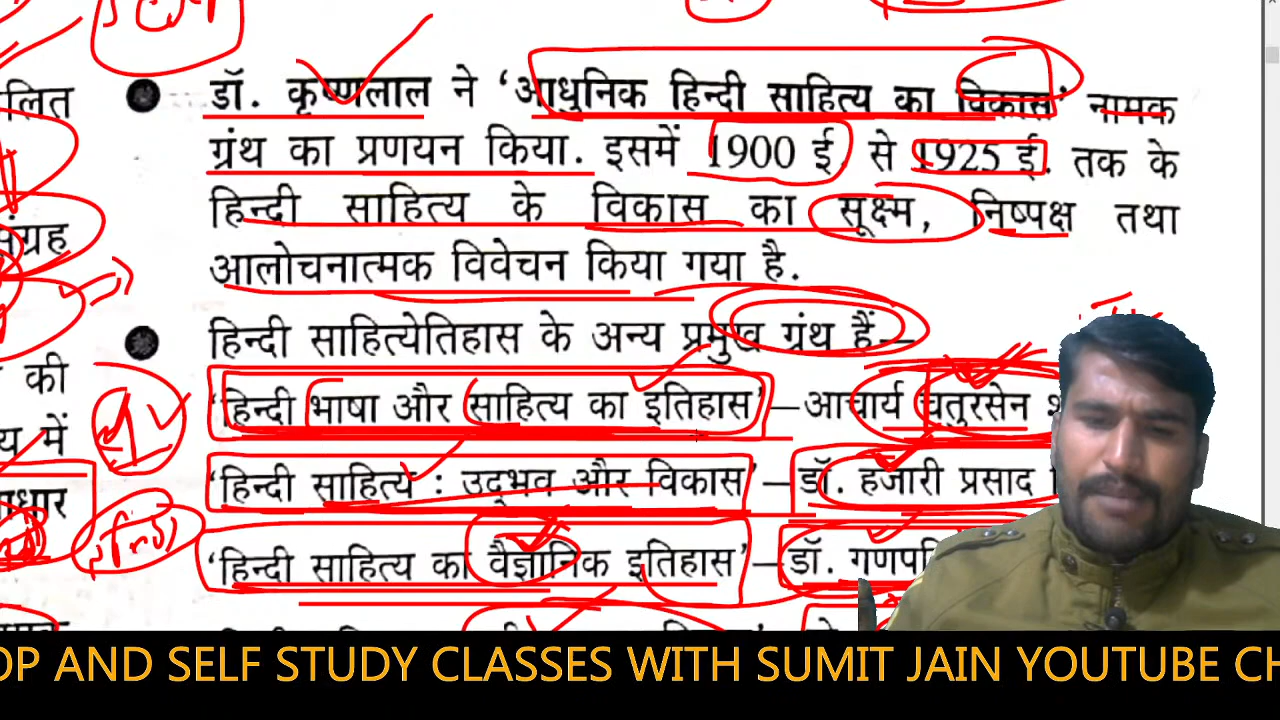 लित
डॉ. कृष्णलाल ने ‘आधुनिक हिन्दी साहित्य का विकास’ नामक
ग्रंथ का प्रणयन किया. इसमें 1900 ई. से 1925 ई. तक के
हिन्दी साहित्य के विकास का सूक्ष्म, निष्पक्ष तथा
संग्रह
आलोचनात्मक विवेचन किया गया है.
हिन्दी साहित्येतिहास के अन्य प्रमुख ग्रंथ हैं—
की
‘हिन्दी भाषा और साहित्य का इतिहास’—आचार्य चतुरसेन
य में
‘हिन्दी साहित्य : उद्‌भव और विकास’—डॉ. हजारी प्रसाद
‘हिन्दी साहित्य का वैज्ञानिक इतिहास’—डॉ. गणप
OP AND SELF STUDY CLASSES WITH SUMIT JAIN YOUTUBE CH